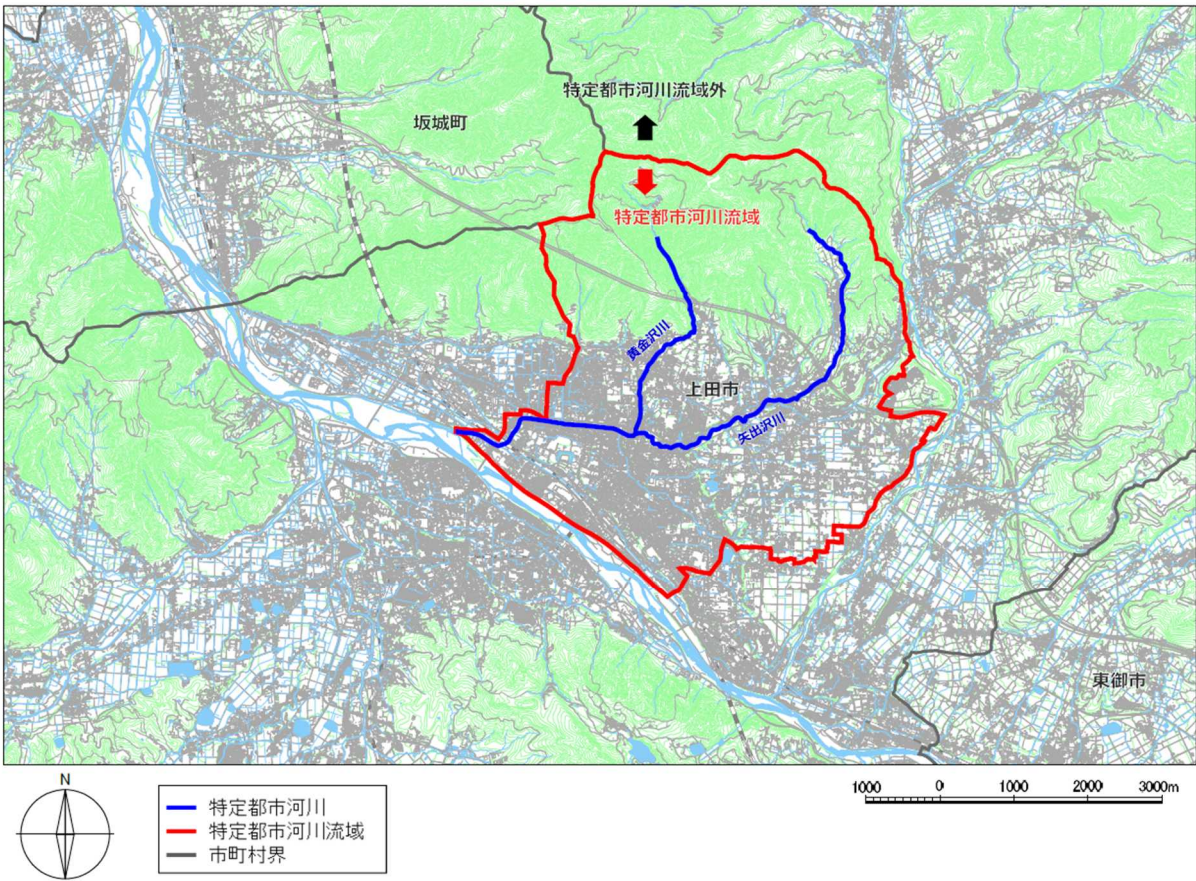 特定都市河川流域外
坂城町
特定都市河川流域
黄金沢川
上田市
矢出沢川
東御市
N
特定都市河川
特定都市河川流域
市町村界
1000 0 1000 2000 3000m